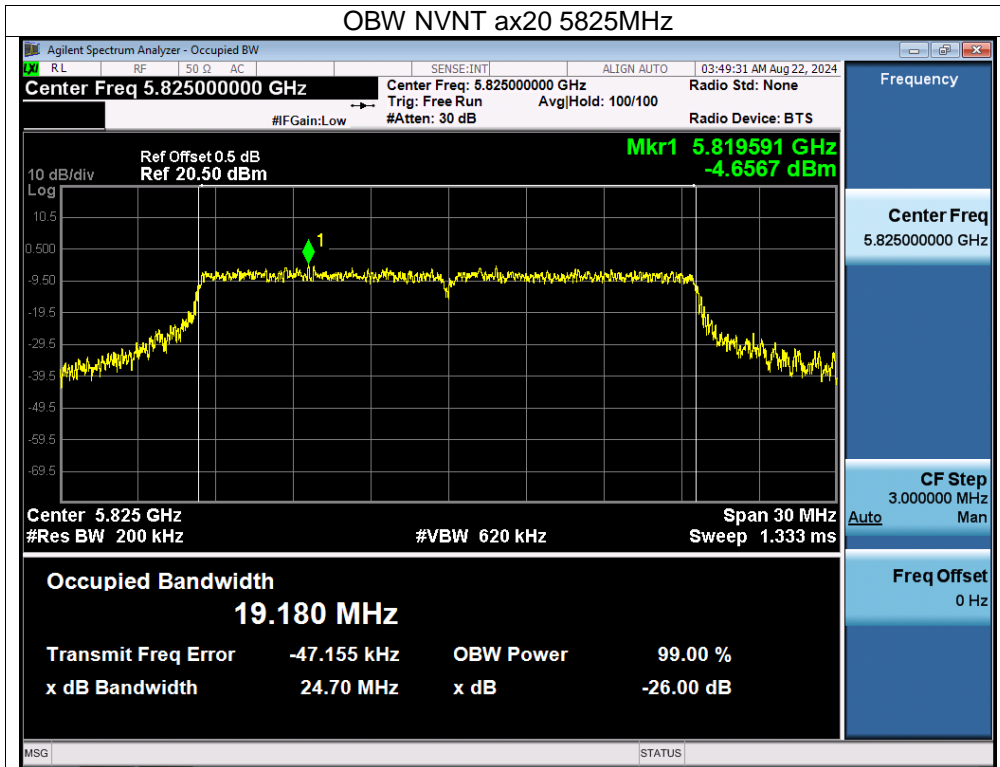 OBW NVNT ax20 5825MHz
Agilent Spectrum Analyzer - Occupied BW
LXI RL RF 50 Ω AC SENSE:INT ALIGN AUTO 03:49:31 AM Aug 22, 2024
Center Freq 5.825000000 GHz
Center Freq: 5.825000000 GHz
Radio Std: None
Trig: Free Run Avg|Hold: 100/100
#IFGain:Low #Atten: 30 dB Radio Device: BTS
Frequency
Mkr1 5.819591 GHz
-4.6567 dBm
Ref Offset 0.5 dB
10 dB/div Ref 20.50 dBm
Log
10.5
0.500
-9.50
-19.5
-29.5
-39.5
-49.5
-59.5
-69.5
1
Center 5.825 GHz Span 30 MHz
#Res BW 200 kHz #VBW 620 kHz Sweep 1.333 ms
Center Freq
5.825000000 GHz
CF Step
3.000000 MHz
Auto Man
Freq Offset
0 Hz
Occupied Bandwidth
19.180 MHz
Transmit Freq Error -47.155 kHz OBW Power 99.00 %
x dB Bandwidth 24.70 MHz x dB -26.00 dB
MSG STATUS